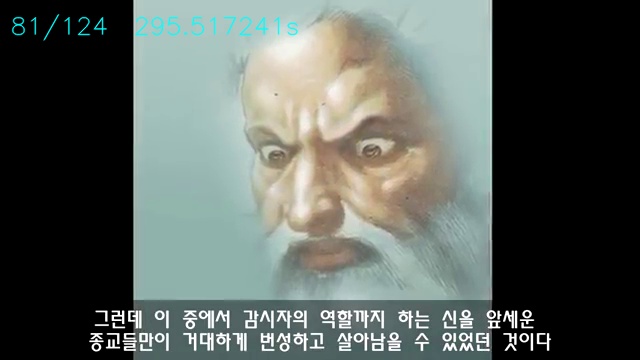 81/124 295.517241s
그런데 이 중에서 감시자의 역할까지 하는 신을 앞세운
종교들만이 거대하게 번성하고 살아남을 수 있었던 것이다